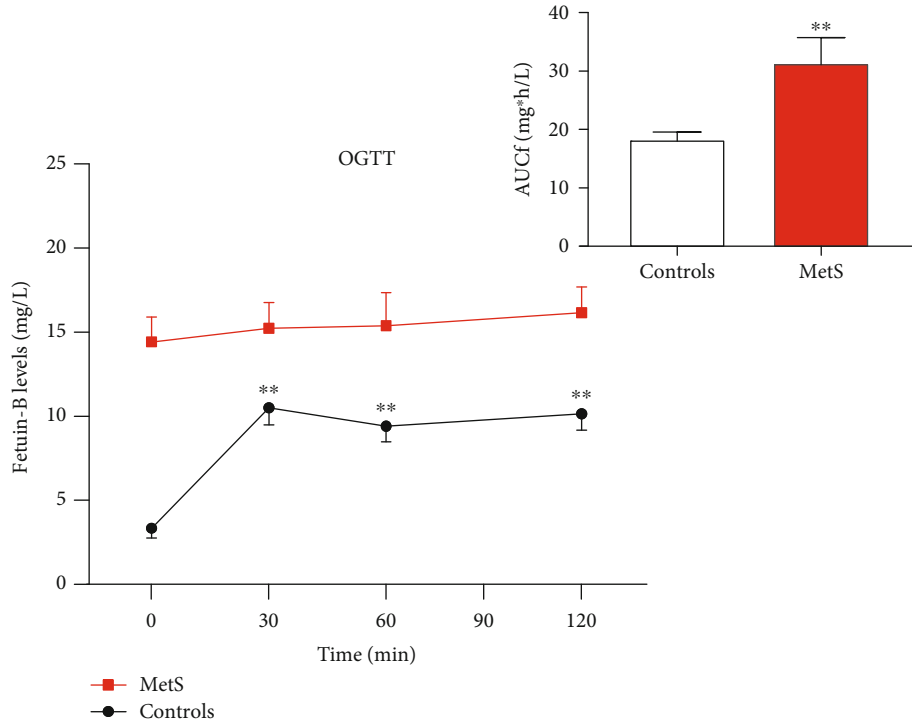 40
**
30
20
10
0
AUCf (mg*h/L)
Controls
MetS
OGTT
25
20
15
10
5
0
Fetuin-B levels (mg/L)
**
**
**
0
30
60
90
120
Time (min)
MetS
Controls